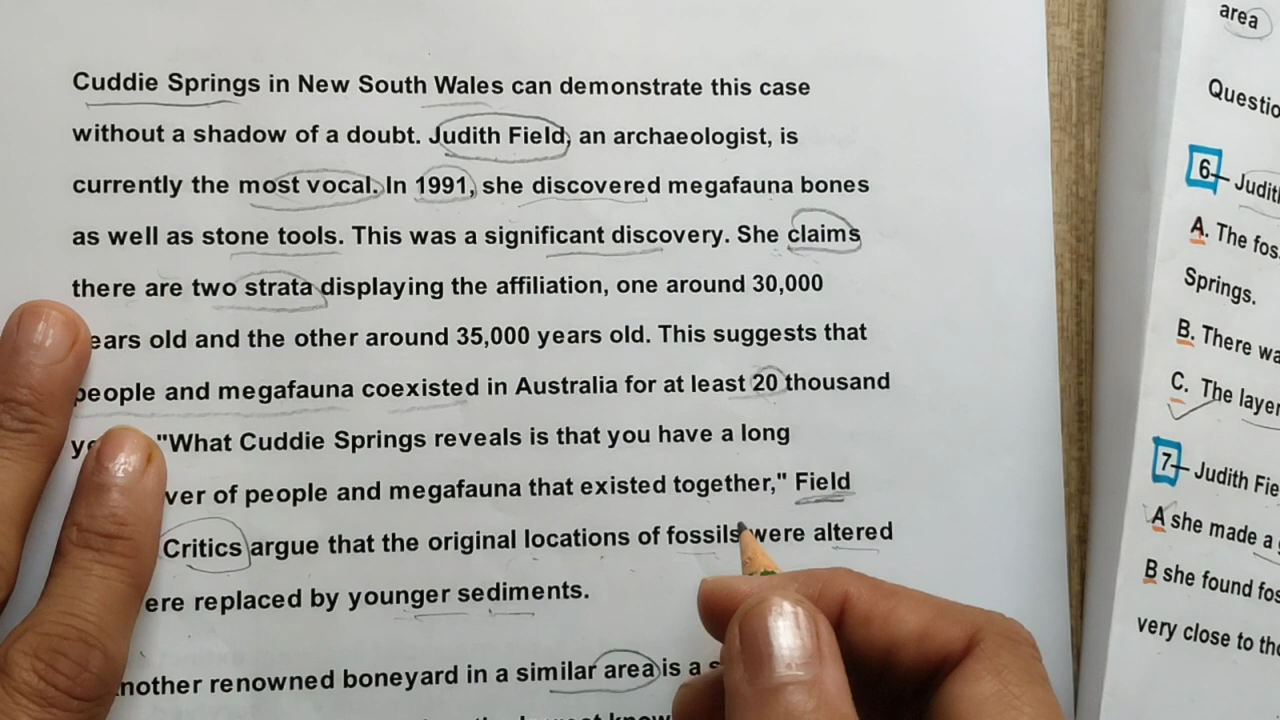 Cuddie Springs in New South Wales can demonstrate this case
without a shadow of a doubt. Judith Field, an archaeologist, is
currently the most vocal. In 1991, she discovered megafauna bones
as well as stone tools. This was a significant discovery. She claims
there are two strata displaying the affiliation, one around 30,000
ears old and the other around 35,000 years old. This suggests that
people and megafauna coexisted in Australia for at least 20 thousand
"What Cuddie Springs reveals is that you have a long
ver of people and megafauna that existed together," Field
Critics argue that the original locations of fossils were altered
ere replaced by younger sediments.
nother renowned boneyard in a similar area is a
area
Questio
6 Judit
A. The fos
Springs.
B. There wa
C. The layer
7 Judith Fie
A she made a
B she found fos
very close to the